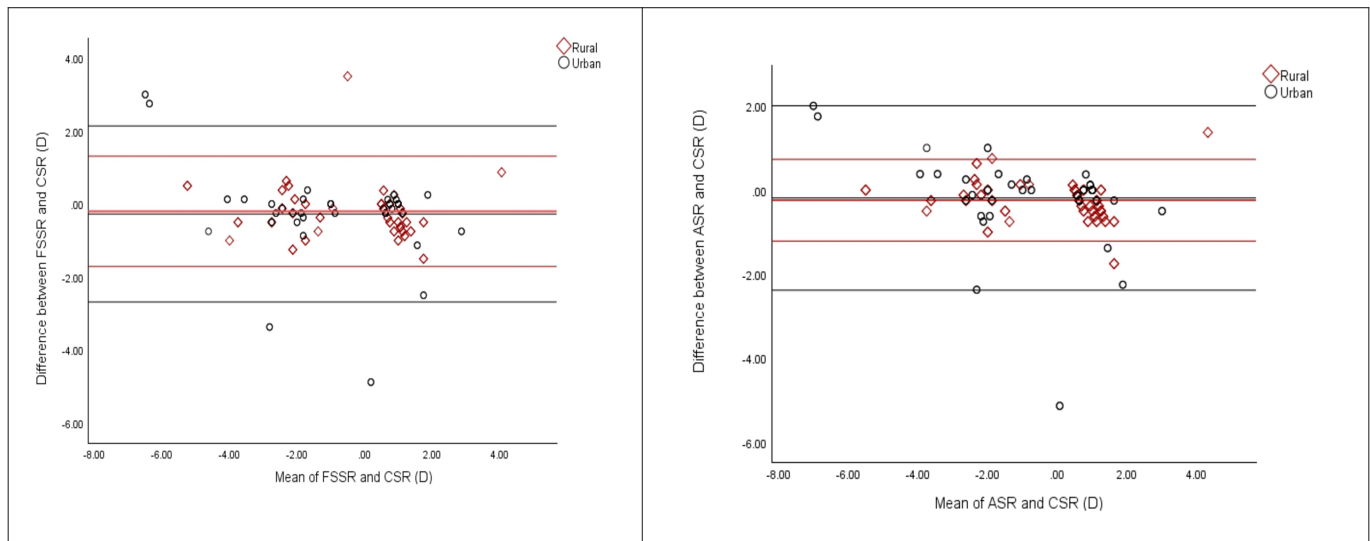 4.00
Rural
Urban
2.00
.00
-2.00
-4.00
-6.00
Difference between FSSR and CSR (D)
-8.00 -6.00 -4.00 -2.00 .00 2.00 4.00
Mean of FSSR and CSR (D)
Rural
Urban
2.00
.00
-2.00
-4.00
-6.00
Difference between ASR and CSR (D)
-8.00 -6.00 -4.00 -2.00 .00 2.00 4.00
Mean of ASR and CSR (D)